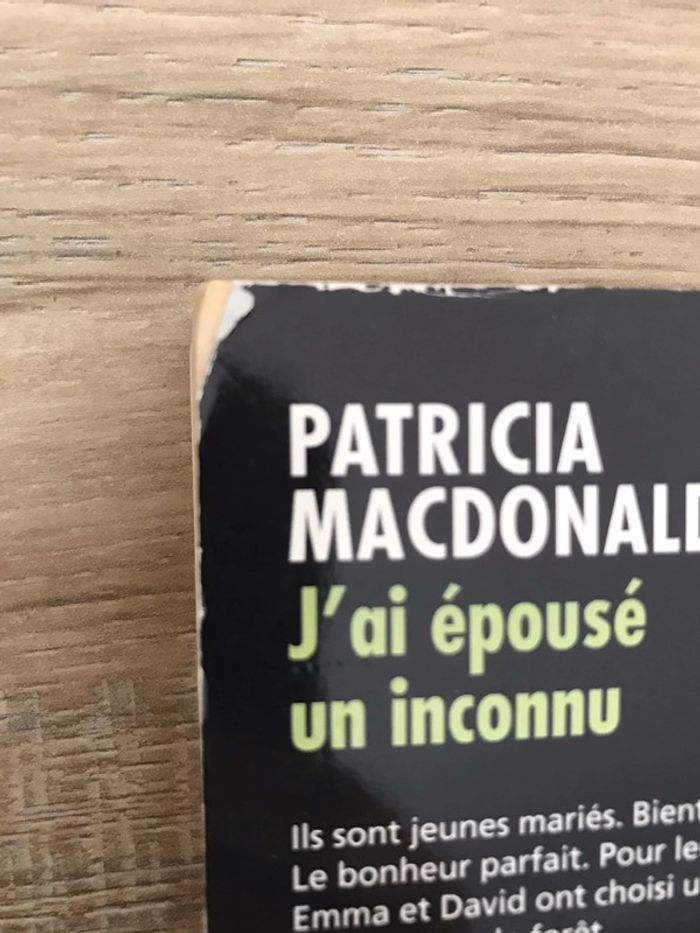 PATRICIA
MACDONALD
J'ai épousé
un inconnu
Ils sont jeunes mariés.
Le bonheur parfait. Pour
Emma et David ont choisi
forêt